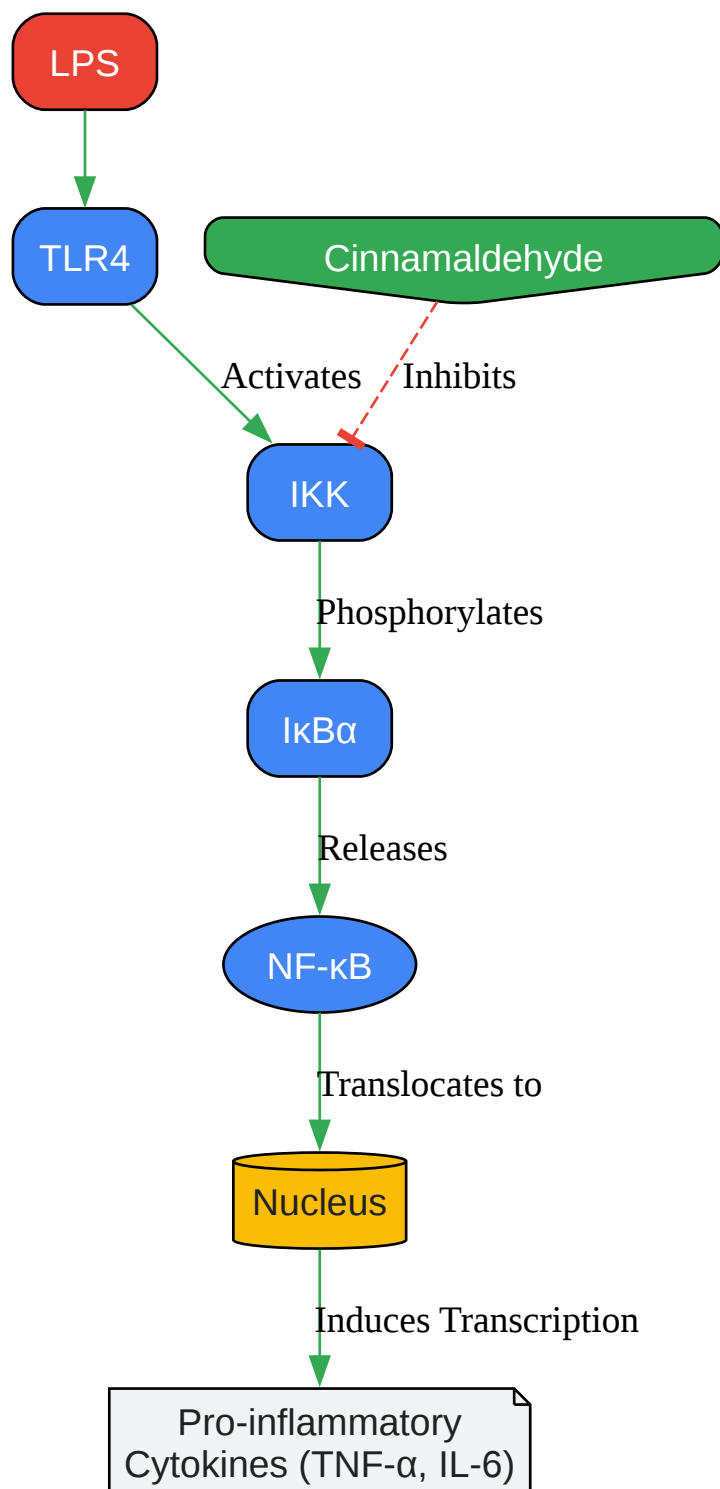 LPS
TLR4
Cinnamaldehyde
Activates
Inhibits
IKK
Phosphorylates
IκBα
Releases
NF-κB
Translocates to
Nucleus
Induces Transcription
Pro-inflammatory
Cytokines (TNF-α, IL-6)